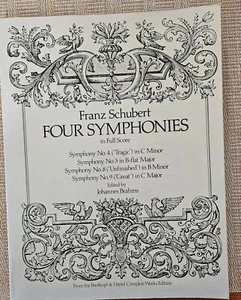 Franz Schubert
FOUR SYMPHONIES
in Full Score
Symphony No. 4 ("Tragic") in C Minor
Symphony No. 5 in B-flat Major
Symphony No. 8 ("Unfinished") in B Minor
Symphony No. 9 ("Great") in C Major
Edited by
Johannes Brahms
From the Breitkopf & Härtel Complete Works Edition